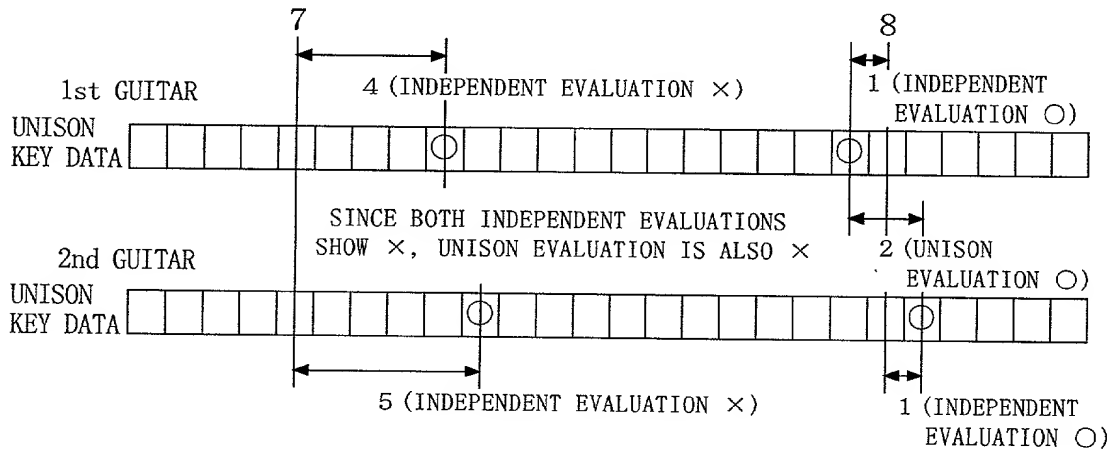 7
8
4 (INDEPENDENT EVALUATION ×)
1 (INDEPENDENT
EVALUATION ○)
1st GUITAR
UNISON
KEY DATA
SINCE BOTH INDEPENDENT EVALUATIONS
SHOW ×, UNISON EVALUATION IS ALSO ×
2 (UNISON
EVALUATION ○)
2nd GUITAR
UNISON
KEY DATA
5 (INDEPENDENT EVALUATION ×)
1 (INDEPENDENT
EVALUATION ○)